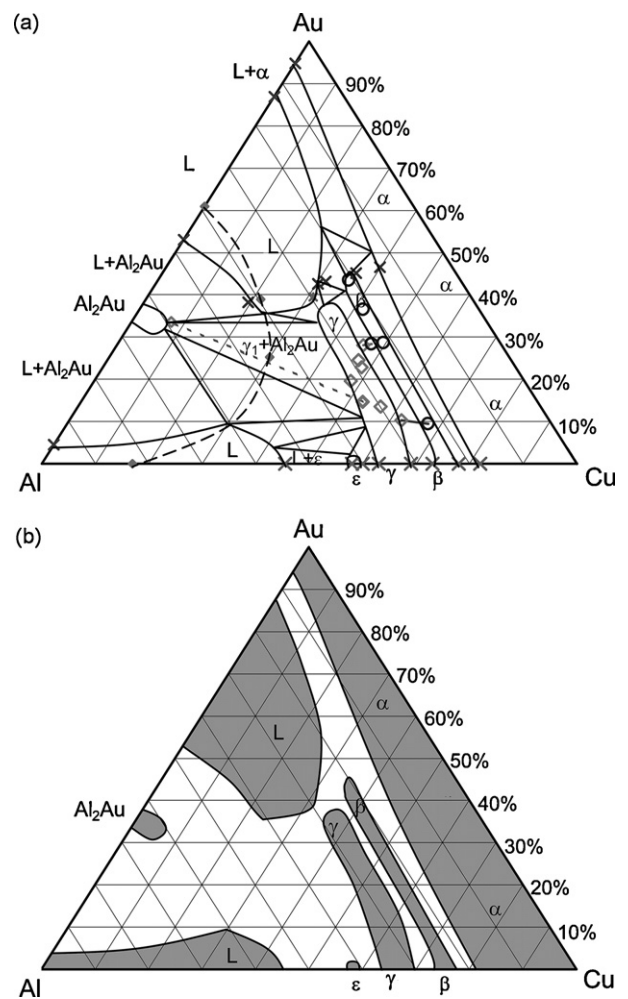 (a)
Au
L+α
90%
80%
L
70%
α
60%
L
50%
L+Al₂Au
α
40%
β
Al₂Au
γ
30%
γ₁+Al₂Au
L+Al₂Au
20%
α
10%
L
L+ε
Al
ε
γ
β
Cu
(b)
Au
90%
80%
70%
α
60%
L
50%
Al₂Au
40%
β
γ
30%
20%
α
10%
L
Al
ε
γ
β
Cu